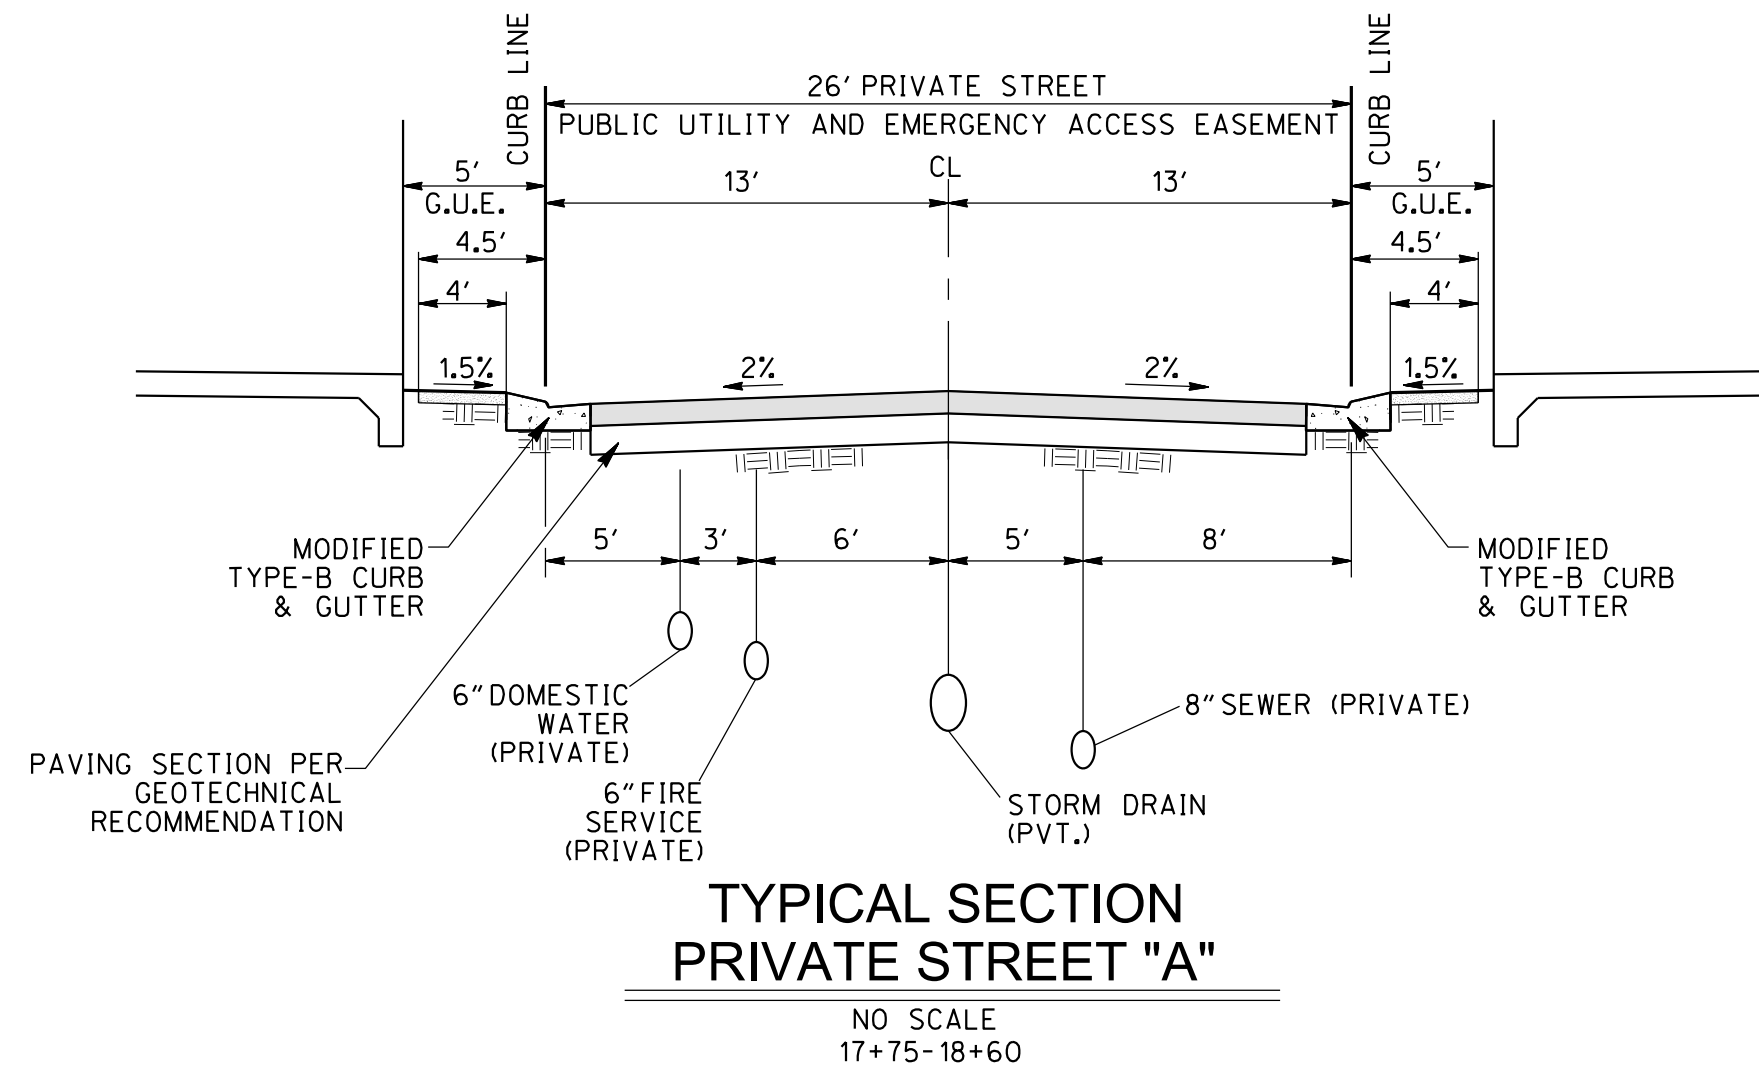 CURB LINE
CURB LINE
26' PRIVATE STREET
PUBLIC UTILITY AND EMERGENCY ACCESS EASEMENT
CL
5'
13'
13'
5'
G.U.E.
G.U.E.
4.5'
4.5'
4'
4'
1.5%
2%
2%
1.5%
5'
3'
6'
5'
8'
MODIFIED
TYPE-B CURB
& GUTTER
MODIFIED
TYPE-B CURB
& GUTTER
6" DOMESTIC
WATER
(PRIVATE)
8" SEWER (PRIVATE)
PAVING SECTION PER
GEOTECHNICAL
RECOMMENDATION
6" FIRE
SERVICE
(PRIVATE)
STORM DRAIN
(PVT.)
TYPICAL SECTION
PRIVATE STREET "A"
NO SCALE
17+75-18+60